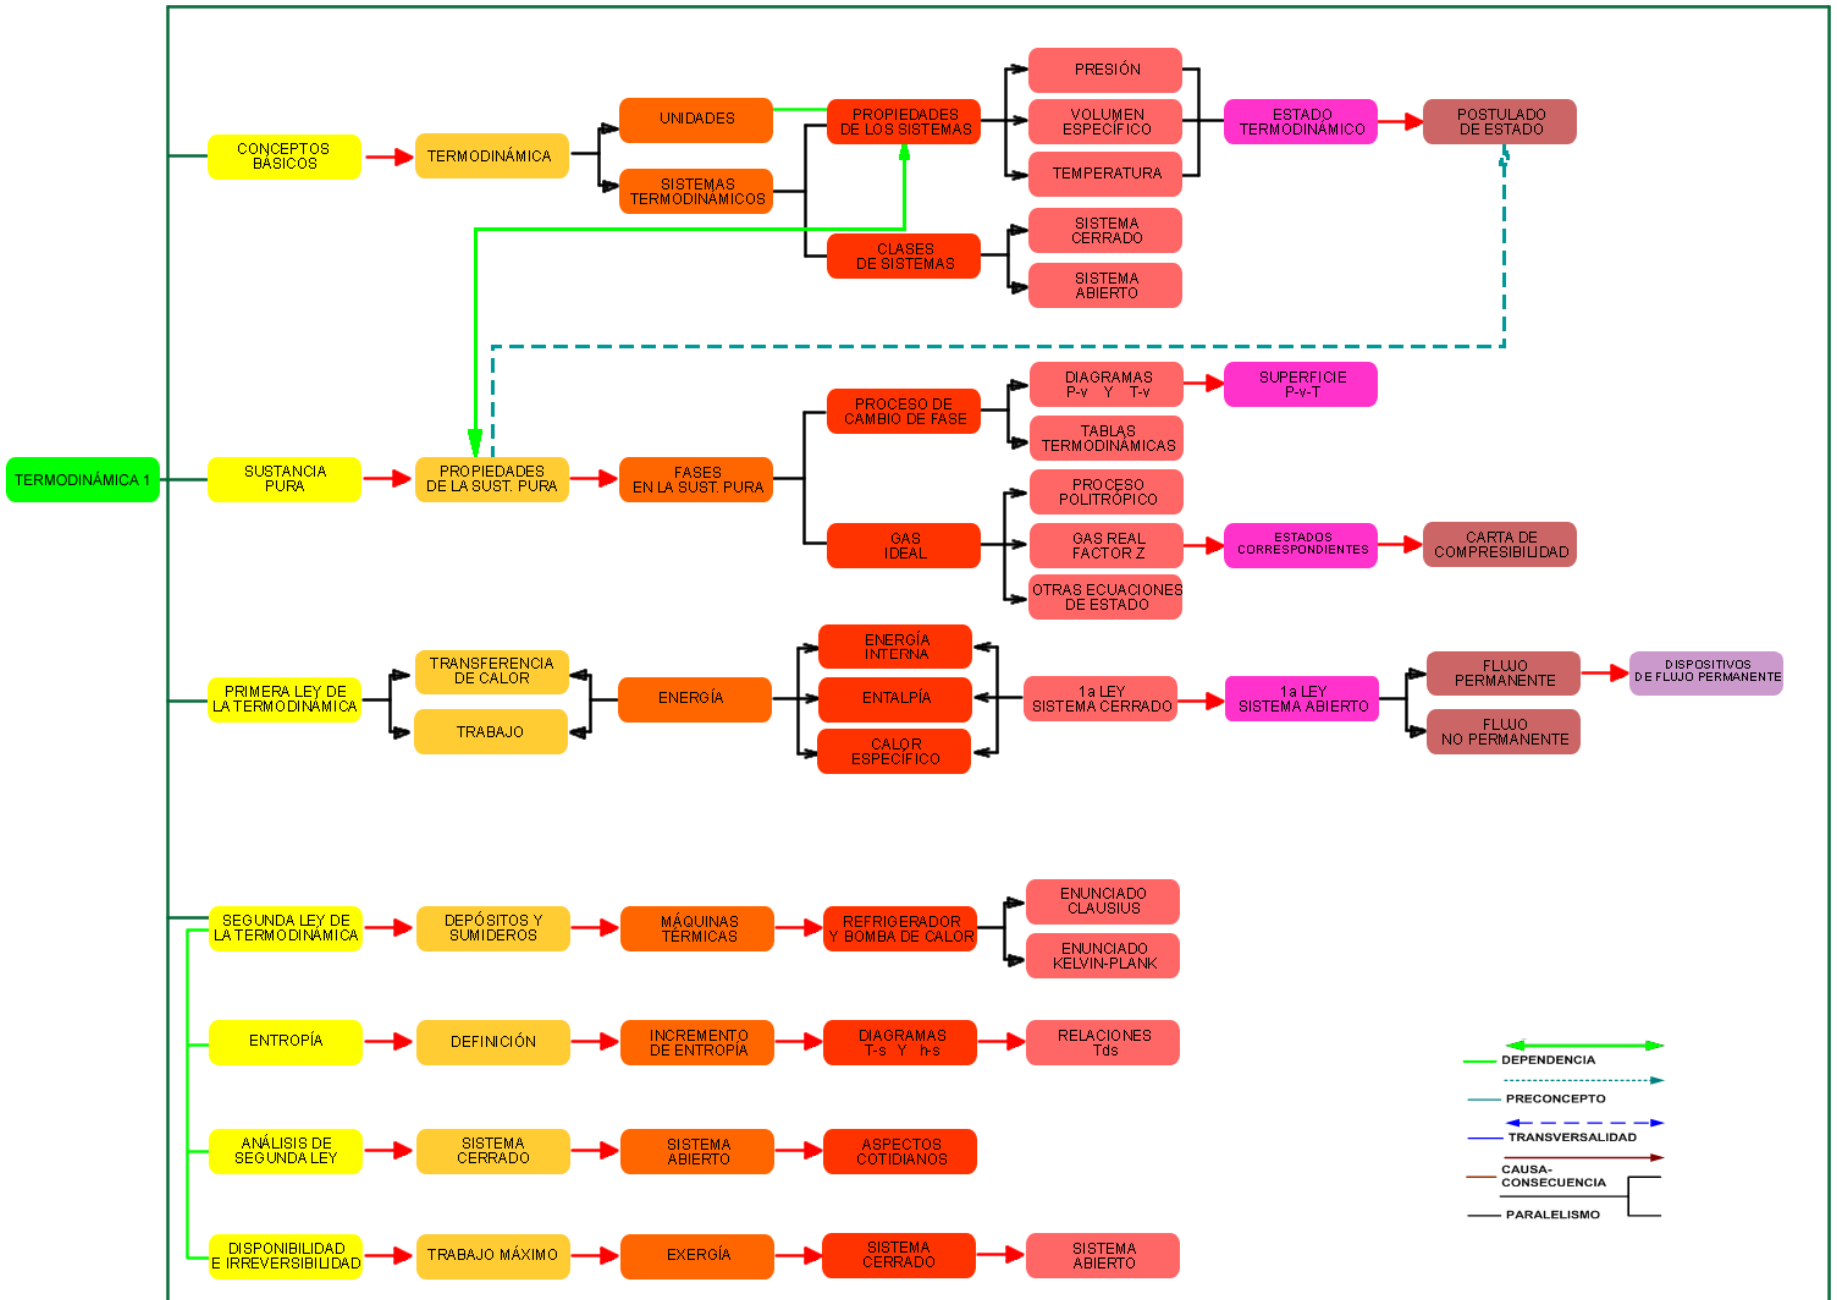 PRESIÓN
UNIDADES
PROPIEDADES
DE LOS SISTEMAS
VOLUMEN
ESPECÍFICO
ESTADO
TERMODINÁMICO
POSTULADO
DE ESTADO
CONCEPTOS
BÁSICOS
TERMODINÁMICA
SISTEMAS
TERMODINÁMICOS
TEMPERATURA
SISTEMA
CERRADO
CLASES
DE SISTEMAS
SISTEMA
ABIERTO
DIAGRAMAS
P-v Y T-v
SUPERFICIE
P-v-T
PROCESO DE
CAMBIO DE FASE
TABLAS
TERMODINÁMICAS
TERMODINÁMICA 1
SUSTANCIA
PURA
PROPIEDADES
DE LA SUST. PURA
FASES
EN LA SUST. PURA
PROCESO
POLITRÓPICO
GAS
IDEAL
GAS REAL
FACTOR Z
ESTADOS
CORRESPONDIENTES
CARTA DE
COMPRESIBILIDAD
OTRAS ECUACIONES
DE ESTADO
ENERGÍA
INTERNA
TRANSFERENCIA
DE CALOR
FLUJO
PERMANENTE
DISPOSITIVOS
DE FLUJO PERMANENTE
PRIMERA LEY DE
LA TERMODINÁMICA
ENERGÍA
ENTALPÍA
1a LEY
SISTEMA CERRADO
1a LEY
SISTEMA ABIERTO
TRABAJO
CALOR
ESPECÍFICO
FLUJO
NO PERMANENTE
ENUNCIADO
CLAUSIUS
SEGUNDA LEY DE
LA TERMODINÁMICA
DEPÓSITOS Y
SUMIDEROS
MÁQUINAS
TÉRMICAS
REFRIGERADOR
Y BOMBA DE CALOR
ENUNCIADO
KELVIN-PLANK
ENTROPÍA
DEFINICIÓN
INCREMENTO
DE ENTROPÍA
DIAGRAMAS
T-s Y h-s
RELACIONES
Tds
DEPENDENCIA
PRECONCEPTO
TRANSVERSALIDAD
CAUSA-
CONSECUENCIA
PARALELISMO
ANÁLISIS DE
SEGUNDA LEY
SISTEMA
CERRADO
SISTEMA
ABIERTO
ASPECTOS
COTIDIANOS
DISPONIBILIDAD
E IRREVERSIBILIDAD
TRABAJO MÁXIMO
EXERGÍA
SISTEMA
CERRADO
SISTEMA
ABIERTO